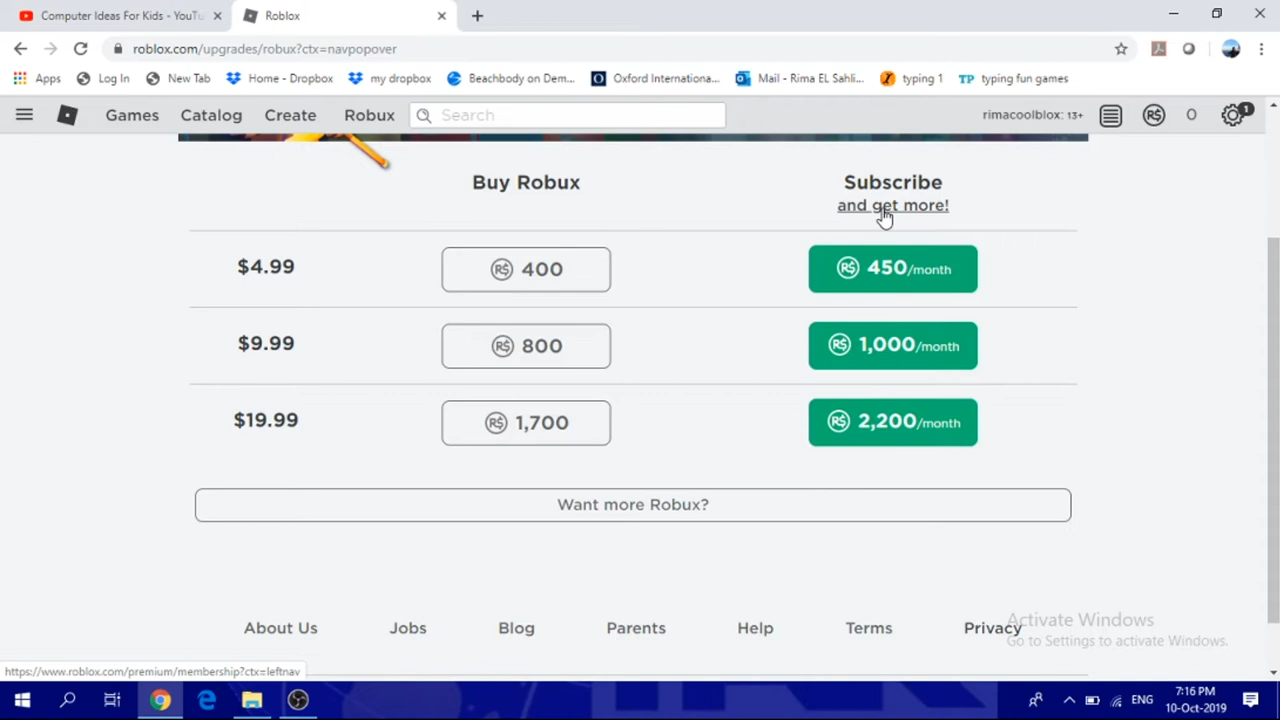 Computer Ideas For Kids - YouTu
Roblox
roblox.com/upgrades/robux?ctx=navpopover
Apps
Log In
New Tab
Home - Dropbox
my dropbox
Beachbody on Dem...
Oxford Internationa...
Mail - Rima EL Sahli...
typing 1
TP typing fun games
Games
Catalog
Create
Robux
Search
rimacoolblox: 13+
R$
0
1
Buy Robux
Subscribe
and get more!
$4.99
R$ 400
R$ 450/month
$9.99
R$ 800
R$ 1,000/month
$19.99
R$ 1,700
R$ 2,200/month
Want more Robux?
About Us
Jobs
Blog
Parents
Help
Terms
Privacy
Activate Windows
Go to Settings to activate Windows.
https://www.roblox.com/premium/membership?ctx=leftnav
ENG
7:16 PM
10-Oct-2019